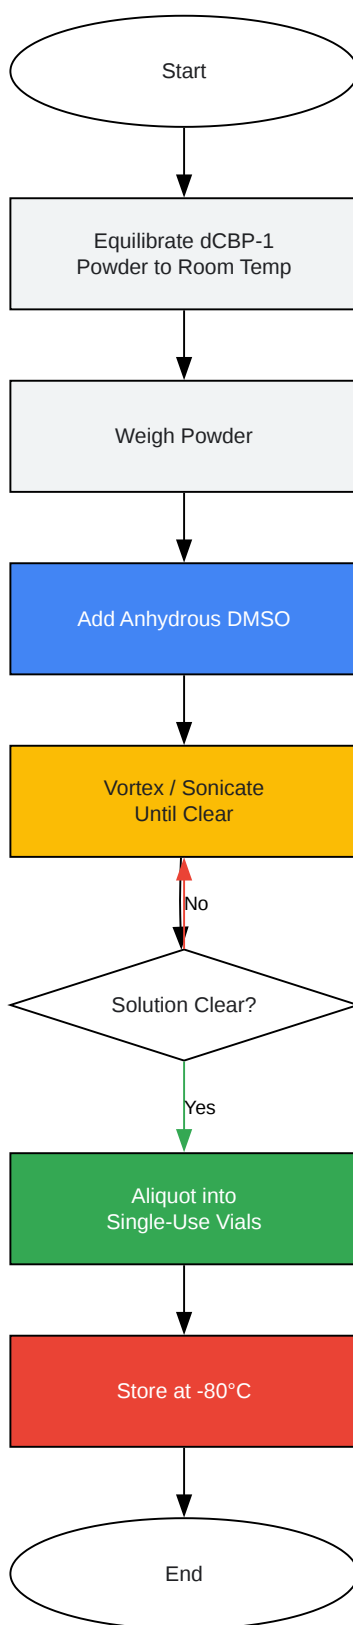 Start
Equilibrate dCBP-1
Powder to Room Temp
Weigh Powder
Add Anhydrous DMSO
Vortex / Sonicate
Until Clear
No
Solution Clear?
Yes
Aliquot into
Single-Use Vials
Store at -80°C
End